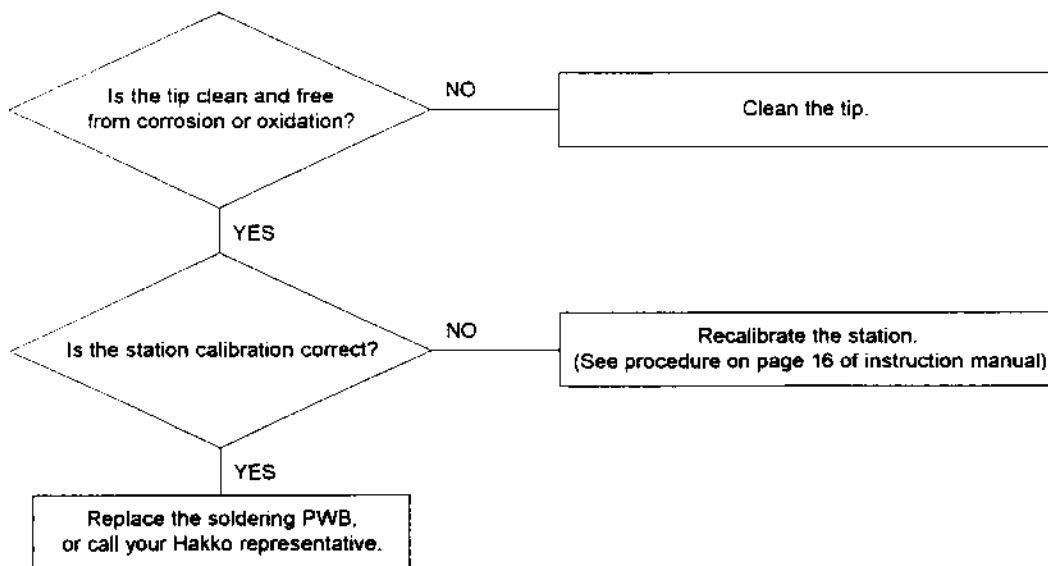 Is the tip clean and free
from corrosion or oxidation?
NO
Clean the tip.
YES
Is the station calibration correct?
NO
Recalibrate the station.
(See procedure on page 16 of instruction manual)
YES
Replace the soldering PWB,
or call your Hakko representative.